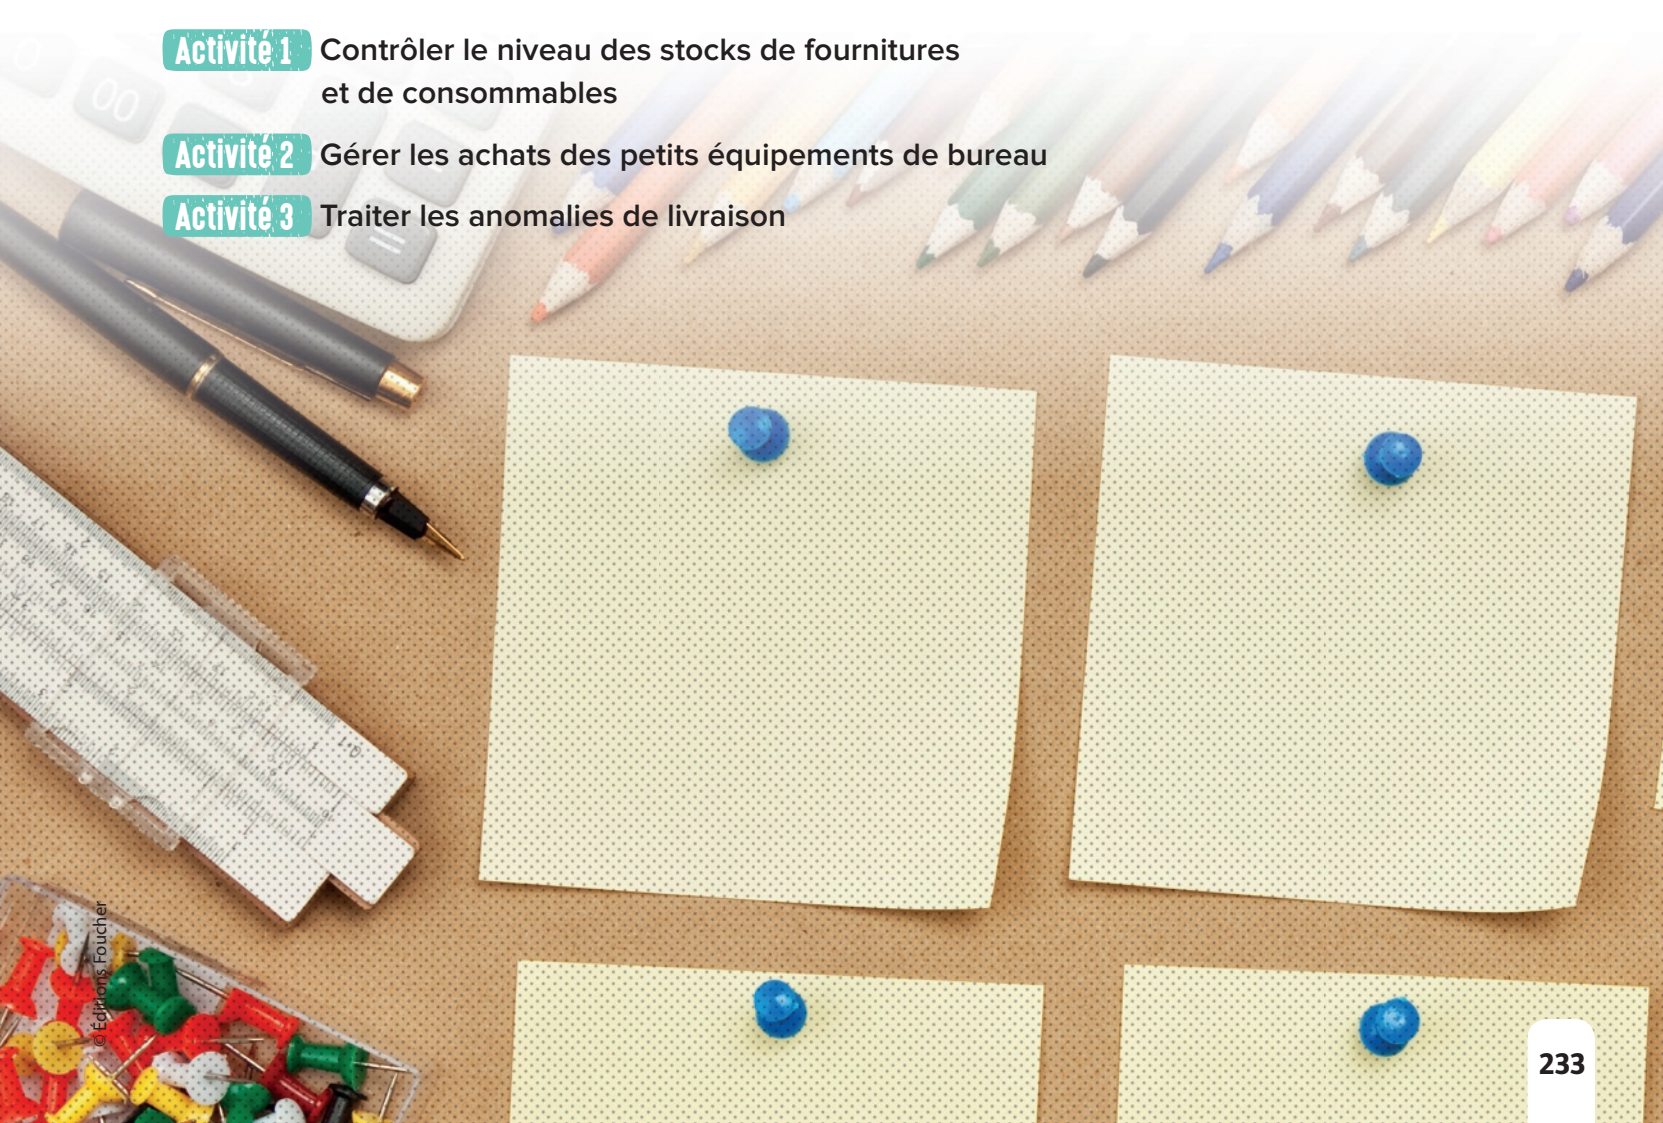 Activité 1 Contrôler le niveau des stocks de fournitures
et de consommables
Activité 2 Gérer les achats des petits équipements de bureau
Activité 3 Traiter les anomalies de livraison
00
=
© Éditions Foucher
233